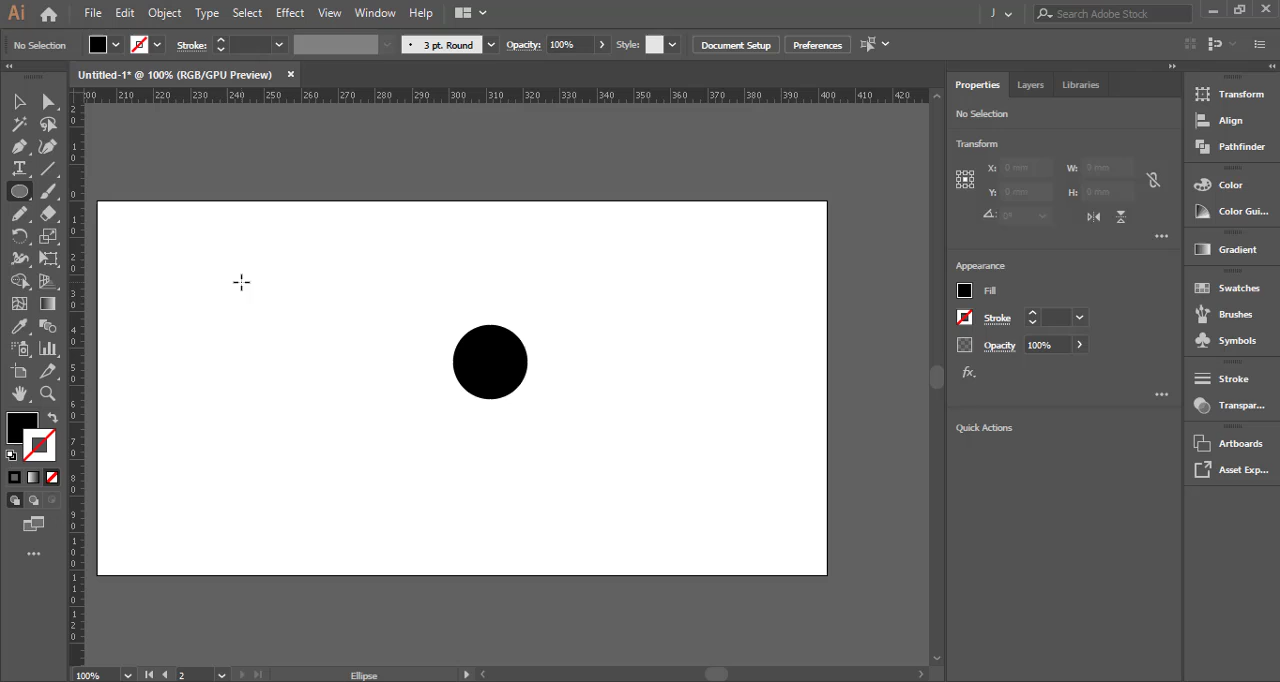 Ai File Edit Object Type Select Effect View Window Help J Search Adobe Stock
No Selection Stroke: 3 pt. Round Opacity: 100% Style: Document Setup Preferences
Untitled-1* @ 100% (RGB/GPU Preview)
00 210 220 230 240 250 260 270 280 290 300 310 320 330 340 350 360 370 380 390 400 410 420
Properties Layers Libraries
No Selection
Transform
X: 0 mm W: 0 mm
Y: 0 mm H: 0 mm
0°
Appearance
Fill
Stroke
Opacity 100%
fx.
Quick Actions
Transform
Align
Pathfinder
Color
Color Gui...
Gradient
Swatches
Brushes
Symbols
Stroke
Transpar...
Artboards
Asset Exp...
100% 2 Ellipse